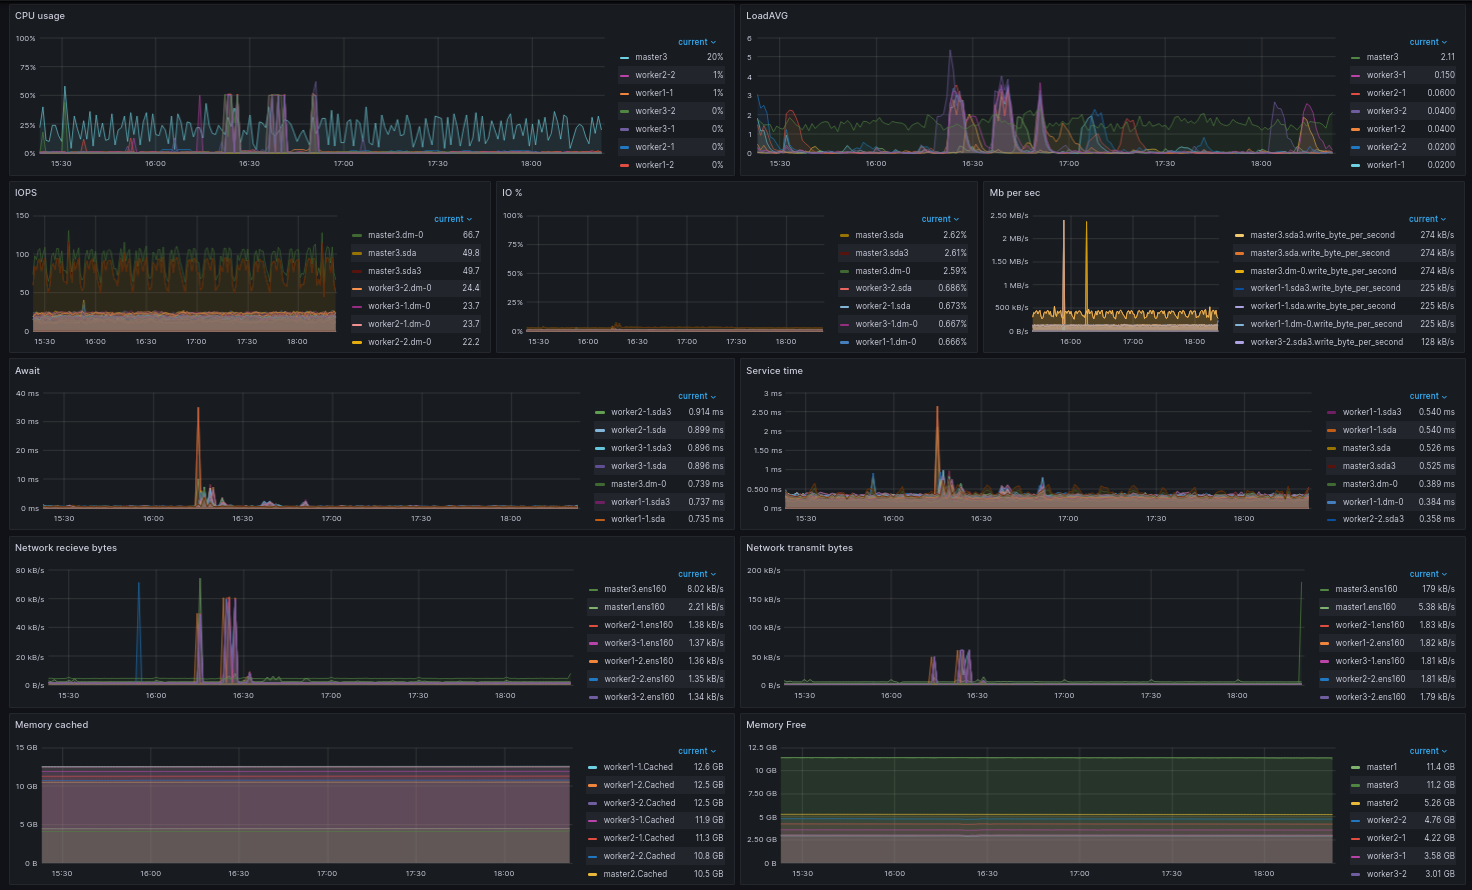 CPU usage
current
100%
75%
50%
25%
0%
15:30 16:00 16:30 17:00 17:30 18:00
master3 20%
worker2-2 1%
worker1-1 1%
worker3-2 0%
worker3-1 0%
worker2-1 0%
worker1-2 0%
LoadAVG
current
6
5
4
3
2
1
0
15:30 16:00 16:30 17:00 17:30 18:00
master3 2.11
worker3-1 0.150
worker2-1 0.0600
worker3-2 0.0400
worker1-2 0.0400
worker2-2 0.0200
worker1-1 0.0200
IOPS
current
150
100
50
0
15:30 16:00 16:30 17:00 17:30 18:00
master3.dm-0 66.7
master3.sda 49.8
master3.sda3 49.7
worker3-2.dm-0 24.4
worker3-1.dm-0 23.7
worker2-1.dm-0 23.7
worker2-2.dm-0 22.2
IO %
current
100%
75%
50%
25%
0%
15:30 16:00 16:30 17:00 17:30 18:00
master3.sda 2.62%
master3.sda3 2.61%
master3.dm-0 2.59%
worker3-2.sda 0.686%
worker2-1.sda 0.673%
worker3-1.dm-0 0.667%
worker1-1.dm-0 0.666%
Mb per sec
current
2.50 MB/s
2 MB/s
1.50 MB/s
1 MB/s
500 kB/s
0 B/s
16:00 17:00 18:00
master3.sda3.write_byte_per_second 274 kB/s
master3.sda.write_byte_per_second 274 kB/s
master3.dm-0.write_byte_per_second 274 kB/s
worker1-1.sda3.write_byte_per_second 225 kB/s
worker1-1.sda.write_byte_per_second 225 kB/s
worker1-1.dm-0.write_byte_per_second 225 kB/s
worker3-2.sda3.write_byte_per_second 128 kB/s
Await
current
40 ms
30 ms
20 ms
10 ms
0 ms
15:30 16:00 16:30 17:00 17:30 18:00
worker2-1.sda3 0.914 ms
worker2-1.sda 0.899 ms
worker3-1.sda3 0.896 ms
worker3-1.sda 0.896 ms
master3.dm-0 0.739 ms
worker1-1.sda3 0.737 ms
worker1-1.sda 0.735 ms
Service time
current
3 ms
2.50 ms
2 ms
1.50 ms
1 ms
0.500 ms
0 ms
15:30 16:00 16:30 17:00 17:30 18:00
worker1-1.sda3 0.540 ms
worker1-1.sda 0.540 ms
master3.sda 0.526 ms
master3.sda3 0.525 ms
master3.dm-0 0.389 ms
worker1-1.dm-0 0.384 ms
worker2-2.sda3 0.358 ms
Network recieve bytes
current
80 kB/s
60 kB/s
40 kB/s
20 kB/s
0 B/s
15:30 16:00 16:30 17:00 17:30 18:00
master3.ens160 8.02 kB/s
master1.ens160 2.21 kB/s
worker2-1.ens160 1.38 kB/s
worker3-1.ens160 1.37 kB/s
worker1-2.ens160 1.36 kB/s
worker2-2.ens160 1.35 kB/s
worker3-2.ens160 1.34 kB/s
Network transmit bytes
current
200 kB/s
150 kB/s
100 kB/s
50 kB/s
0 B/s
15:30 16:00 16:30 17:00 17:30 18:00
master3.ens160 179 kB/s
master1.ens160 5.38 kB/s
worker2-1.ens160 1.83 kB/s
worker1-2.ens160 1.82 kB/s
worker3-1.ens160 1.81 kB/s
worker2-2.ens160 1.81 kB/s
worker3-2.ens160 1.79 kB/s
Memory cached
current
15 GB
10 GB
5 GB
0 B
15:30 16:00 16:30 17:00 17:30 18:00
worker1-1.Cached 12.6 GB
worker1-2.Cached 12.5 GB
worker3-2.Cached 12.5 GB
worker3-1.Cached 11.9 GB
worker2-1.Cached 11.3 GB
worker2-2.Cached 10.8 GB
master2.Cached 10.5 GB
Memory Free
current
12.5 GB
10 GB
7.50 GB
5 GB
2.50 GB
0 B
15:30 16:00 16:30 17:00 17:30 18:00
master1 11.4 GB
master3 11.2 GB
master2 5.26 GB
worker2-2 4.76 GB
worker2-1 4.22 GB
worker3-1 3.58 GB
worker3-2 3.01 GB